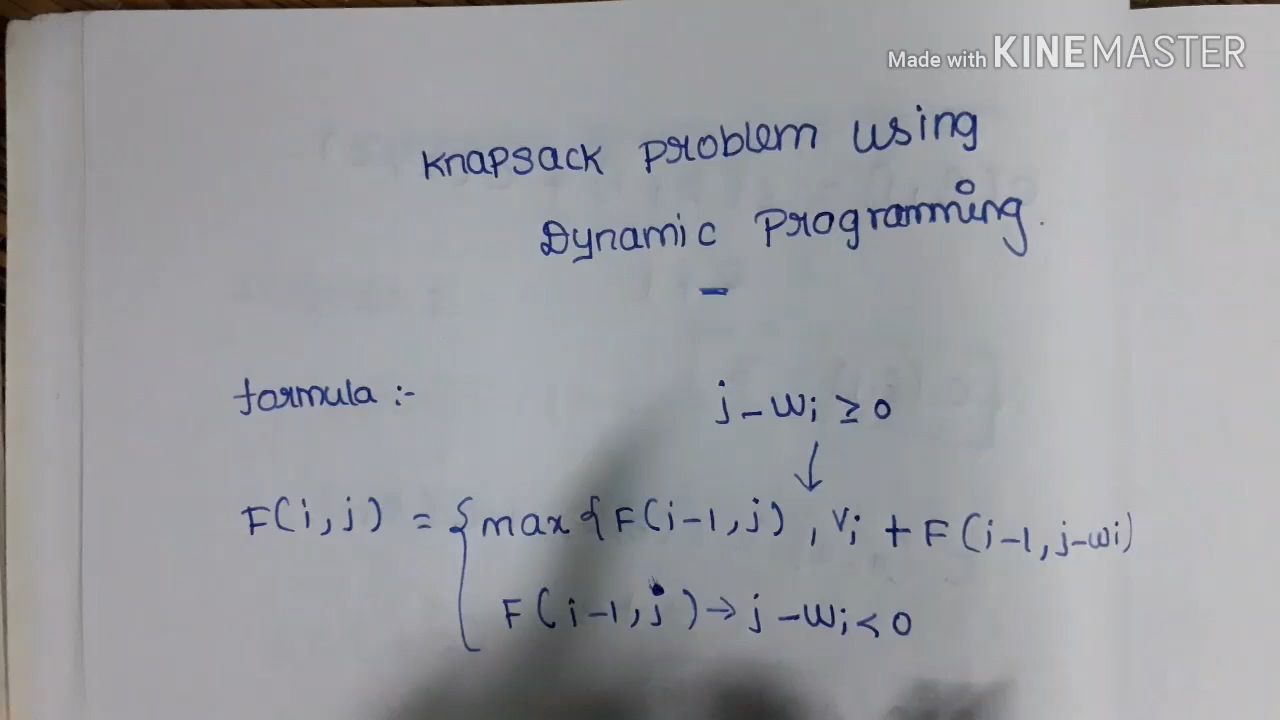 Made with KINEMASTER
Knapsack problem using
Dynamic Programming.
formula :-
j - wi ≥ 0
↓
F(i,j) = { max { F(i-1,j) , vi + F(i-1, j-wi)
F(i-1,j) → j - wi < 0